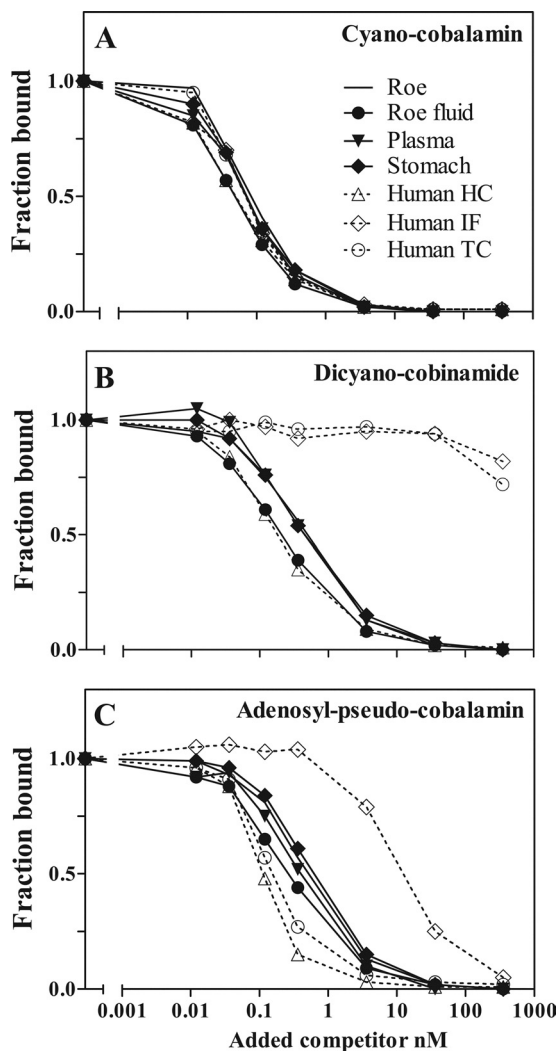 A Cyano-cobalamin
Fraction bound
1.0
0.5
0.0
Roe
Roe fluid
Plasma
Stomach
Human HC
Human IF
Human TC
B Dicyano-cobinamide
Fraction bound
1.0
0.5
0.0
C Adenosyl-pseudo-cobalamin
Fraction bound
1.0
0.5
0.0
0.001 0.01 0.1 1 10 100 1000
Added competitor nM